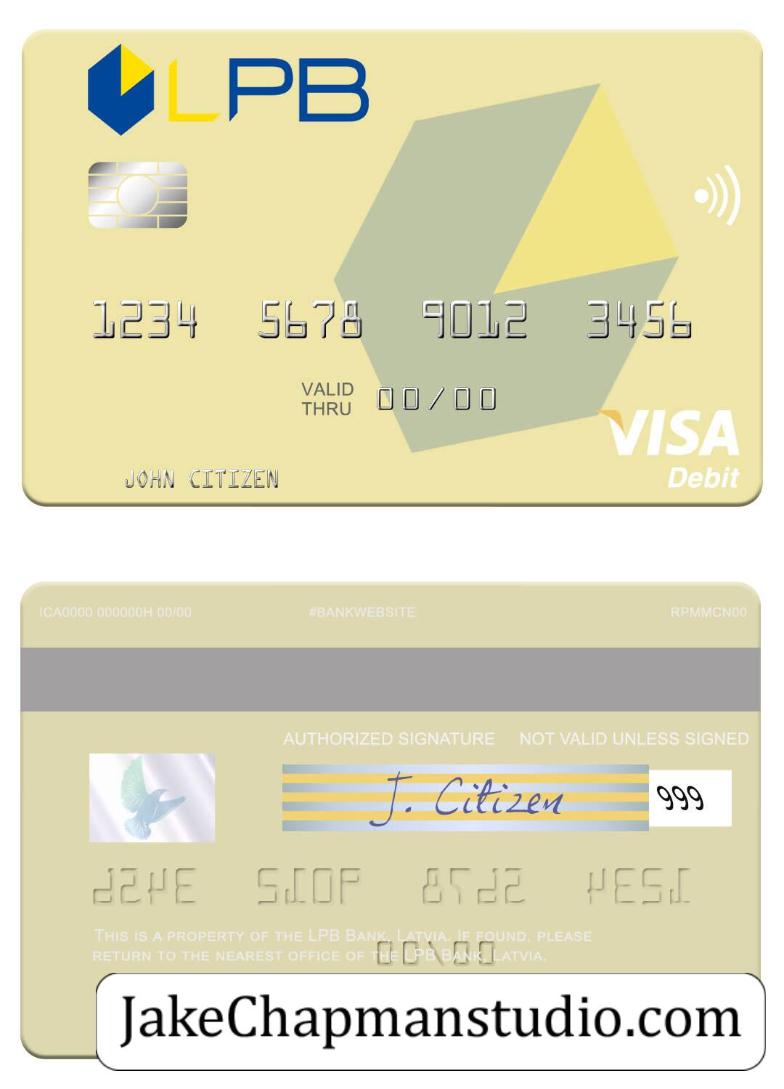 LPB
1234 5678 9012 3456
VALID
THRU 00/00
VISA
Debit
JOHN CITIZEN
ICA0000 000000H 00/00 #BANKWEBSITE RPMMCN00
AUTHORIZED SIGNATURE NOT VALID UNLESS SIGNED
J. Citizen 999
THIS IS A PROPERTY OF THE LPB BANK, LATVIA. IF FOUND, PLEASE
RETURN TO THE NEAREST OFFICE OF THE LPB BANK, LATVIA.
JakeChapmanstudio.com